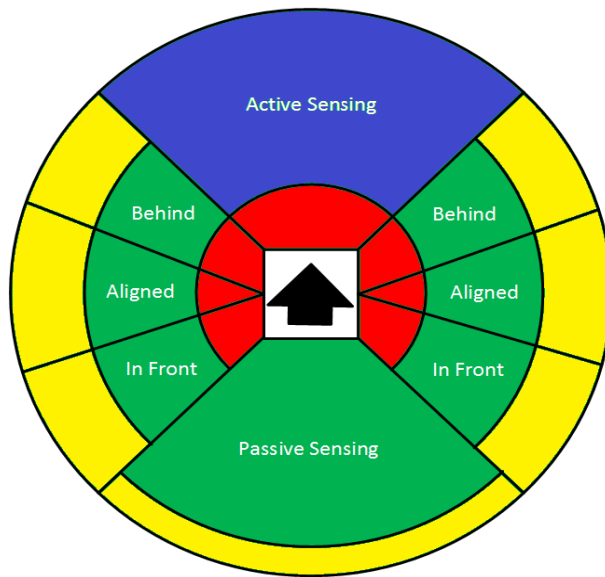 Active Sensing
Behind
Behind
Aligned
Aligned
In Front
In Front
Passive Sensing